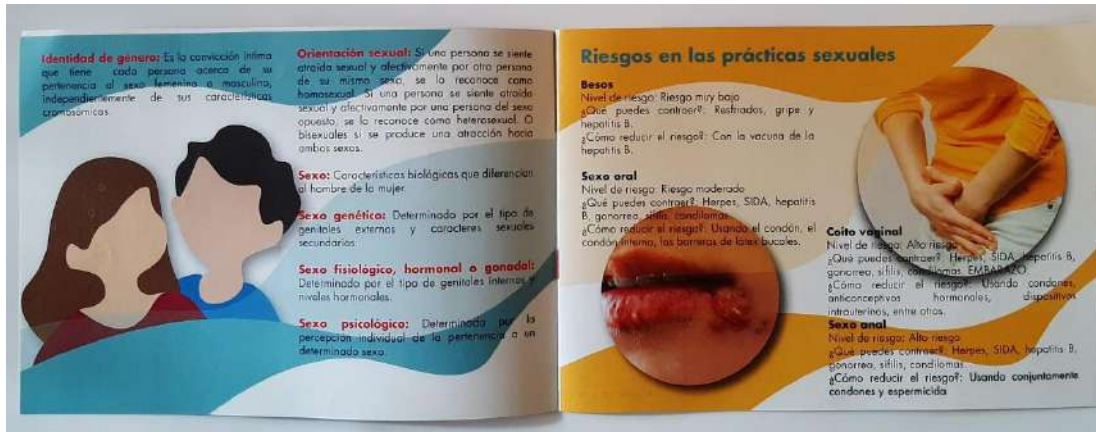 Identidad de género: Es la convicción íntima
que tiene cada persona acerca de su
pertenencia al sexo femenino o masculino,
independientemente de sus características
cromosómicas.
Orientación sexual: Si una persona se siente
atraída sexual y afectivamente por otra persona
de su mismo sexo, se lo reconoce como
homosexual. Si una persona se siente atraída
sexual y afectivamente por una persona del sexo
opuesto, se lo reconoce como heterosexual. O
bisexuales si se produce una atracción hacia
ambos sexos.
Sexo: Características biológicas que diferencian
al hombre de la mujer.
Sexo genético: Determinado por el tipo de
genitales externos y caracteres sexuales
secundarios.
Sexo fisiológico, hormonal o gonadal:
Determinado por el tipo de genitales internos y
niveles hormonales.
Sexo psicológico: Determinado por la
percepción individual de la pertenencia a un
determinado sexo.
Riesgos en las prácticas sexuales
Besos
Nivel de riesgo: Riesgo muy bajo
¿Qué puedes contraer?: Resfriados, gripe y
hepatitis B.
¿Cómo reducir el riesgo?: Con la vacuna de la
hepatitis B.
Sexo oral
Nivel de riesgo: Riesgo moderado
¿Qué puedes contraer?: Herpes, SIDA, hepatitis
B, gonorrea, sífilis, condilomas.
¿Cómo reducir el riesgo?: Usando el condón, el
condón interno, las barreras de látex bucales.
Coito vaginal
Nivel de riesgo: Alto riesgo
¿Qué puedes contraer?: Herpes, SIDA, hepatitis B,
gonorrea, sífilis, condilomas. EMBARAZO.
¿Cómo reducir el riesgo?: Usando condones,
anticonceptivos hormonales, dispositivos
intrauterinos, entre otros.
Sexo anal
Nivel de riesgo: Alto riesgo
¿Qué puedes contraer?: Herpes, SIDA, hepatitis B,
gonorrea, sífilis, condilomas.
¿Cómo reducir el riesgo?: Usando conjuntamente
condones y espermicida